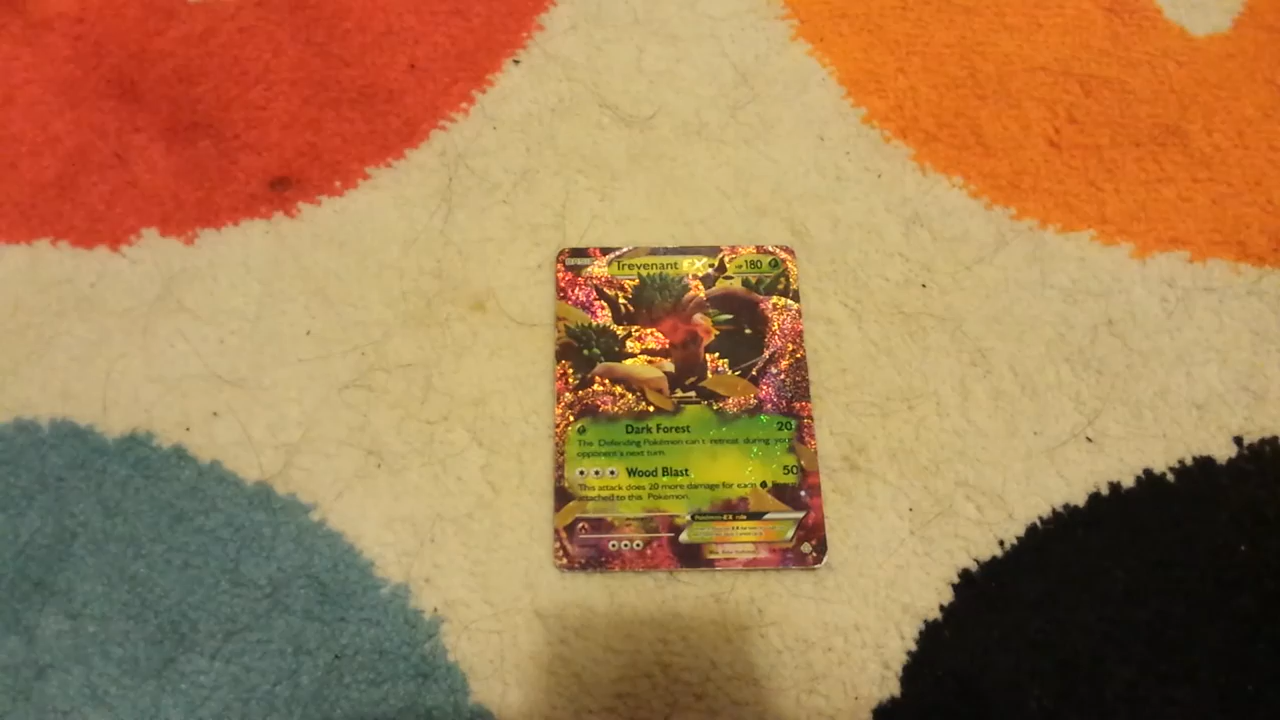 BASIC
Trevenant EX HP180
Dark Forest 20
The Defending Pokémon can't retreat during your
opponent's next turn.
Wood Blast 50
This attack does 20 more damage for each
attached to this Pokémon.
Pokémon-EX rule